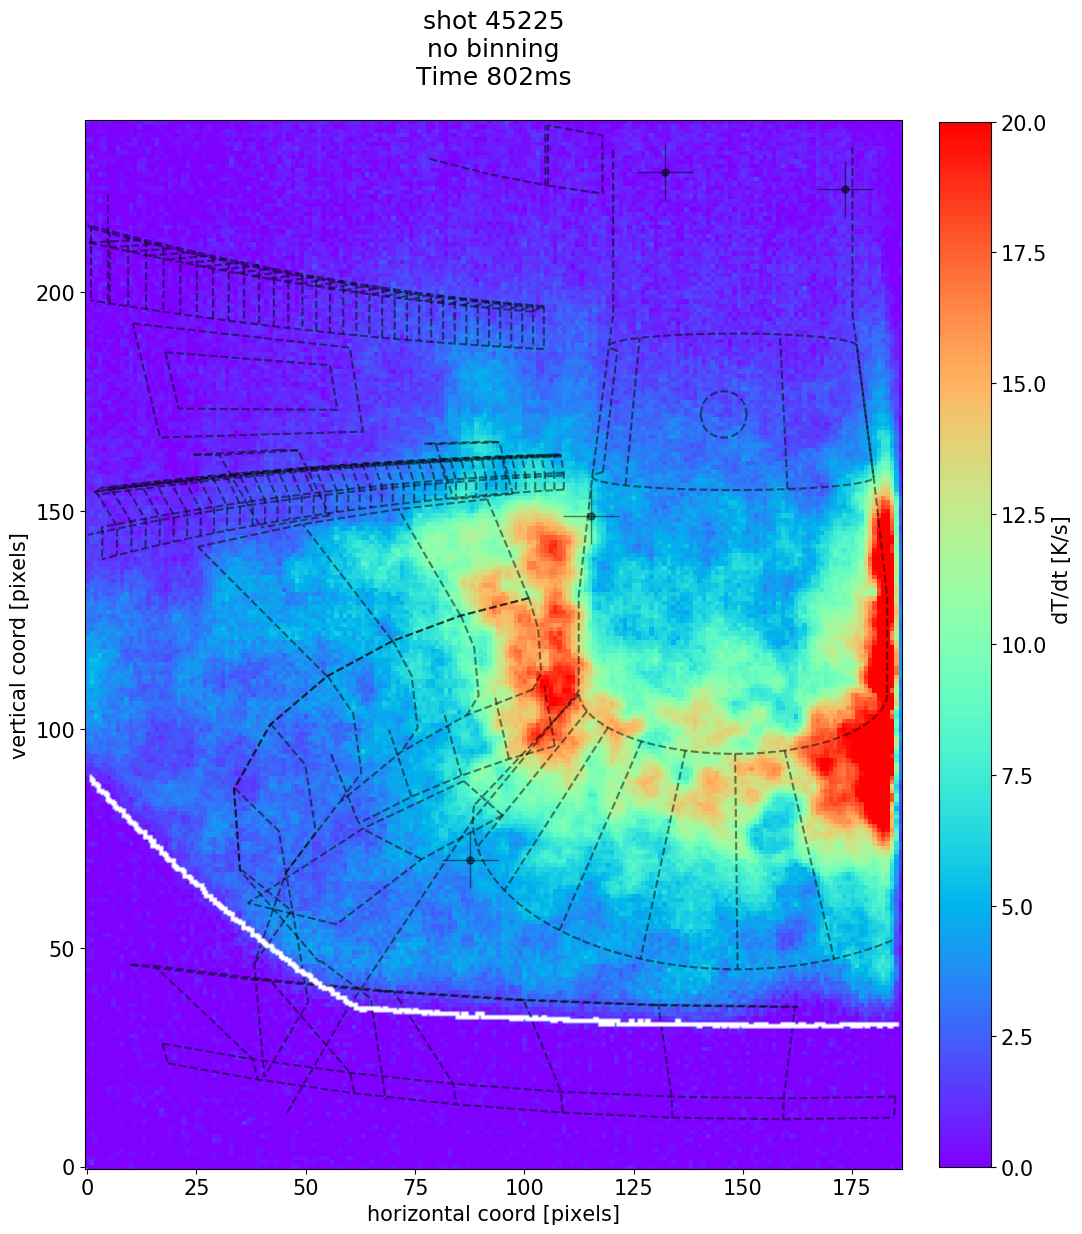 shot 45225
no binning
Time 802ms
vertical coord [pixels]
200
150
100
50
0
0 25 50 75 100 125 150 175
horizontal coord [pixels]
20.0
17.5
15.0
12.5
10.0
7.5
5.0
2.5
0.0
dT/dt [K/s]